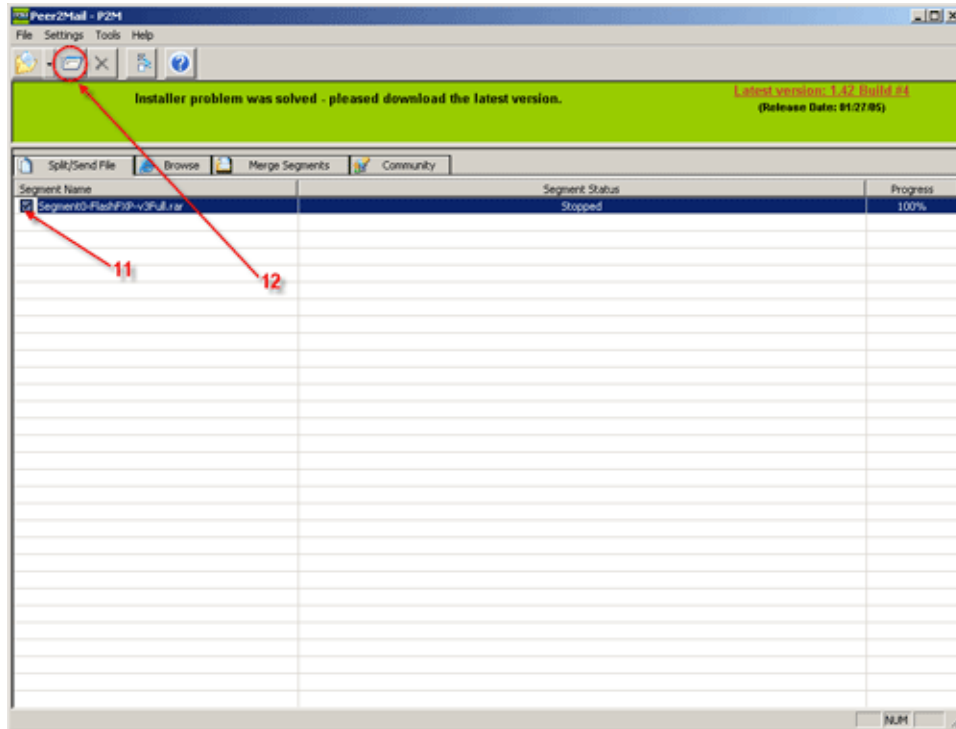 Peer2Mail - P2M
File Settings Tools Help
Installer problem was solved - pleased download the latest version.
Latest version: 1.42 Build #4
(Release Date: 01/27/05)
Split/Send File Browse Merge Segments Community
Segment Name Segment Status Progress
Segment0-FlashFXP-v3Full.rar Stopped 100%
11
12
NUM